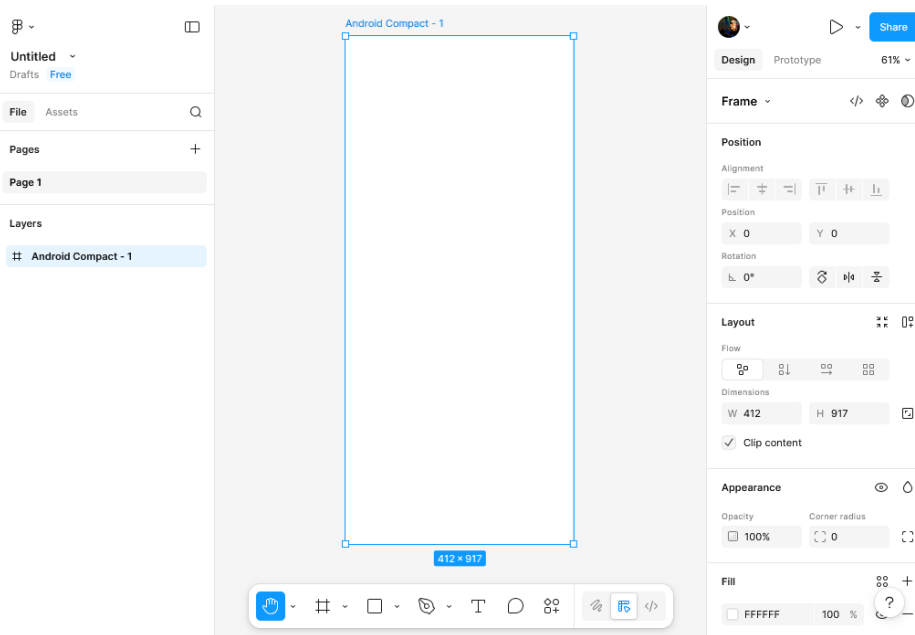 Android Compact - 1
Share
Untitled
Drafts Free
Design Prototype 61%
File Assets
Frame
Pages
Position
Page 1
Alignment
Layers
Position
X 0 Y 0
Android Compact - 1
Rotation
0°
Layout
Flow
Dimensions
W 412 H 917
Clip content
Appearance
Opacity Corner radius
100% 0
412 × 917
Fill
FFFFFF 100 %
?